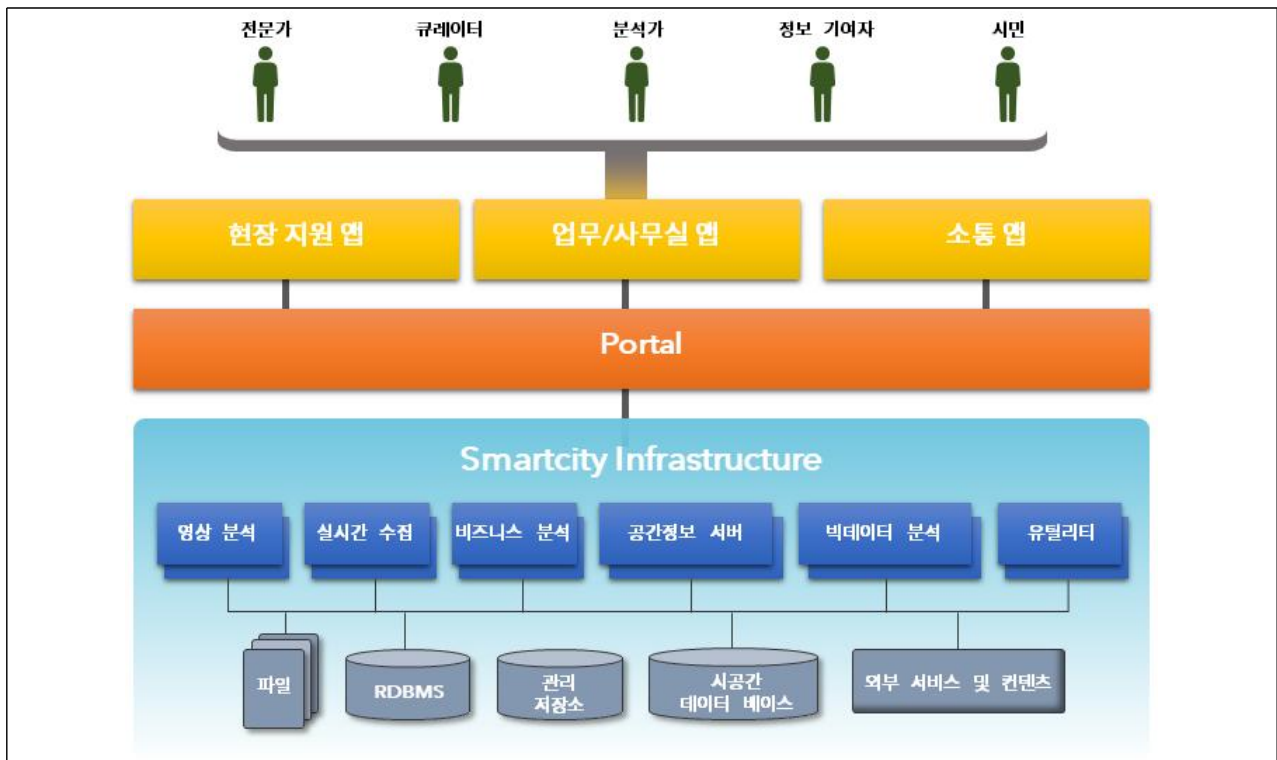 전문가 큐레이터 분석가 정보 기여자 시민
현장 지원 앱 업무/사무실 앱 소통 앱
Portal
Smartcity Infrastructure
영상 분석 실시간 수집 비즈니스 분석 공간정보 서버 빅데이터 분석 유틸리티
파일 RDBMS 관리 저장소 시공간 데이터 베이스 외부 서비스 및 컨텐츠